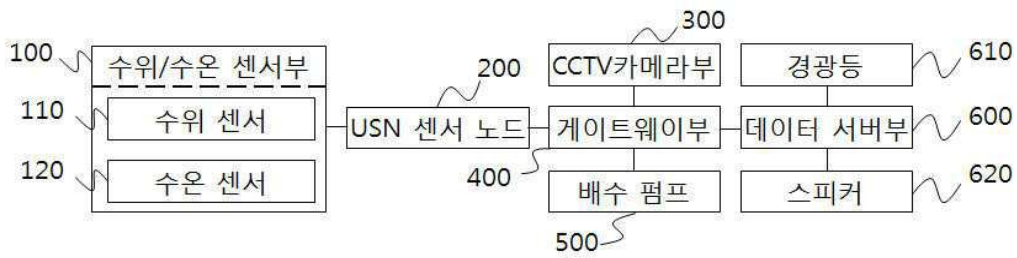 100
수위/수온 센서부
110
수위 센서
120
수온 센서
200
USN 센서 노드
300
CCTV카메라부
400
게이트웨이부
500
배수 펌프
610
경광등
600
데이터 서버부
620
스피커